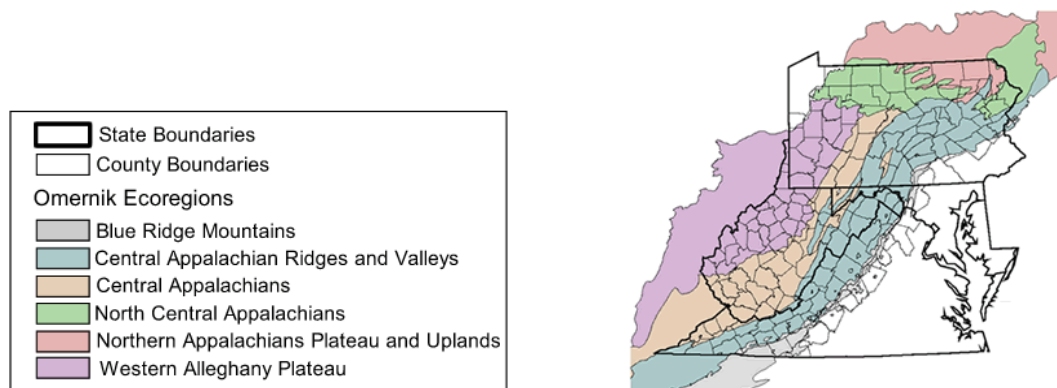 State Boundaries
County Boundaries
Omernik Ecoregions
Blue Ridge Mountains
Central Appalachian Ridges and Valleys
Central Appalachians
North Central Appalachians
Northern Appalachians Plateau and Uplands
Western Alleghany Plateau